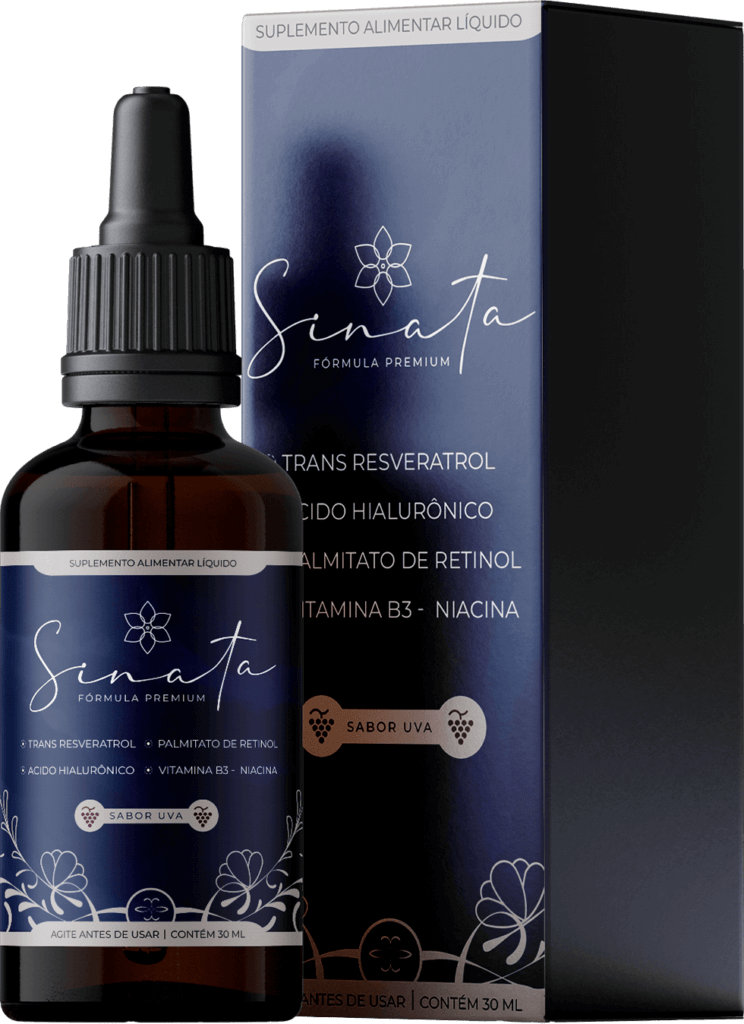 SUPLEMENTO ALIMENTAR LÍQUIDO
Sinata
FÓRMULA PREMIUM
TRANS RESVERATROL
CIDO HIALURÔNICO
ALMITATO DE RETINOL
ITAMINA B3 - NIACINA
SABOR UVA
ANTES DE USAR | CONTÉM 30 ML
SUPLEMENTO ALIMENTAR LÍQUIDO
Sinata
FÓRMULA PREMIUM
TRANS RESVERATROL
PALMITATO DE RETINOL
ACIDO HIALURÔNICO
VITAMINA B3 - NIACINA
SABOR UVA
AGITE ANTES DE USAR | CONTÉM 30 ML